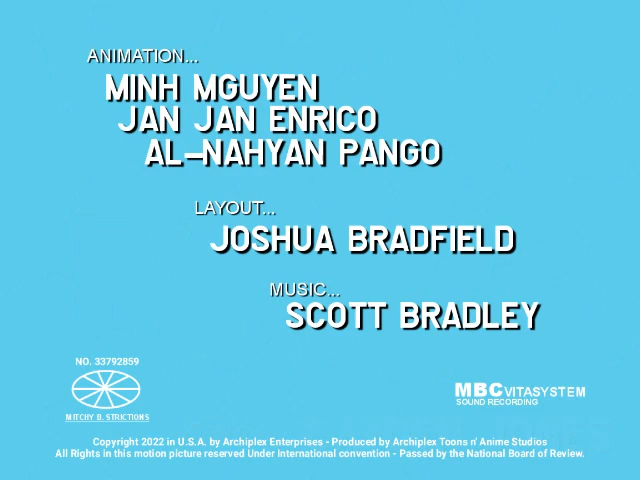 ANIMATION...
MINH MGUYEN
JAN JAN ENRICO
AL-NAHYAN PANGO
LAYOUT...
JOSHUA BRADFIELD
MUSIC...
SCOTT BRADLEY
NO. 33792859
MITCHY B. STRICTIONS
MBC VITASYSTEM
SOUND RECORDING
Copyright 2022 in U.S.A. by Archiplex Enterprises - Produced by Archiplex Toons n' Anime Studios
All Rights in this motion picture reserved Under International convention - Passed by the National Board of Review.